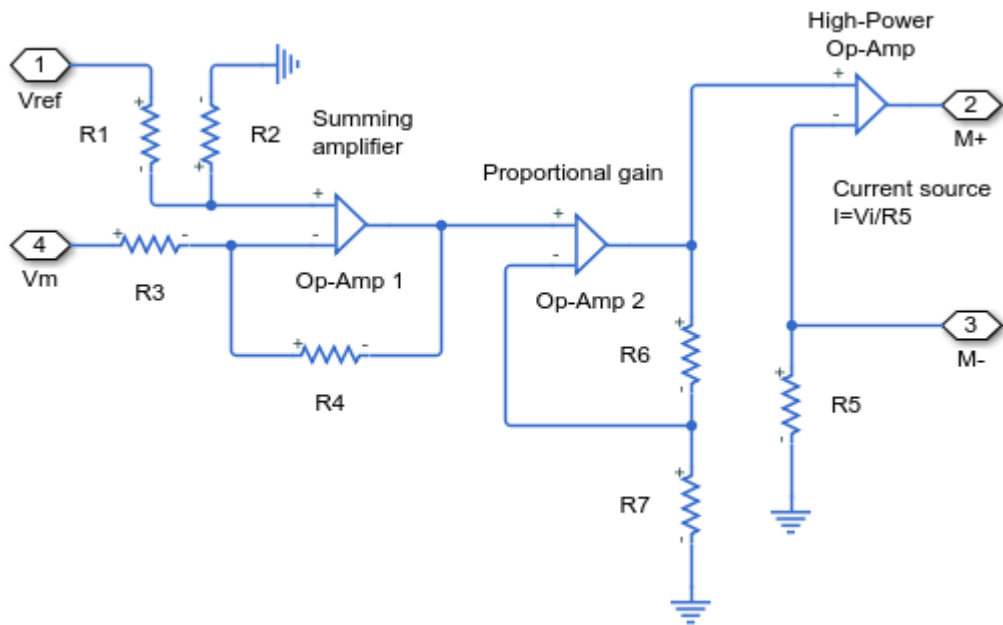 High-Power
Op-Amp
1
Vref
R1
R2
Summing
amplifier
2
M+
Proportional gain
Current source
I=Vi/R5
4
Vm
R3
Op-Amp 1
Op-Amp 2
3
M-
R4
R6
R5
R7
+
-
-
+
+
-
+
-
+
-
+
-
+
-
+
-
+
-
+
-
+
-